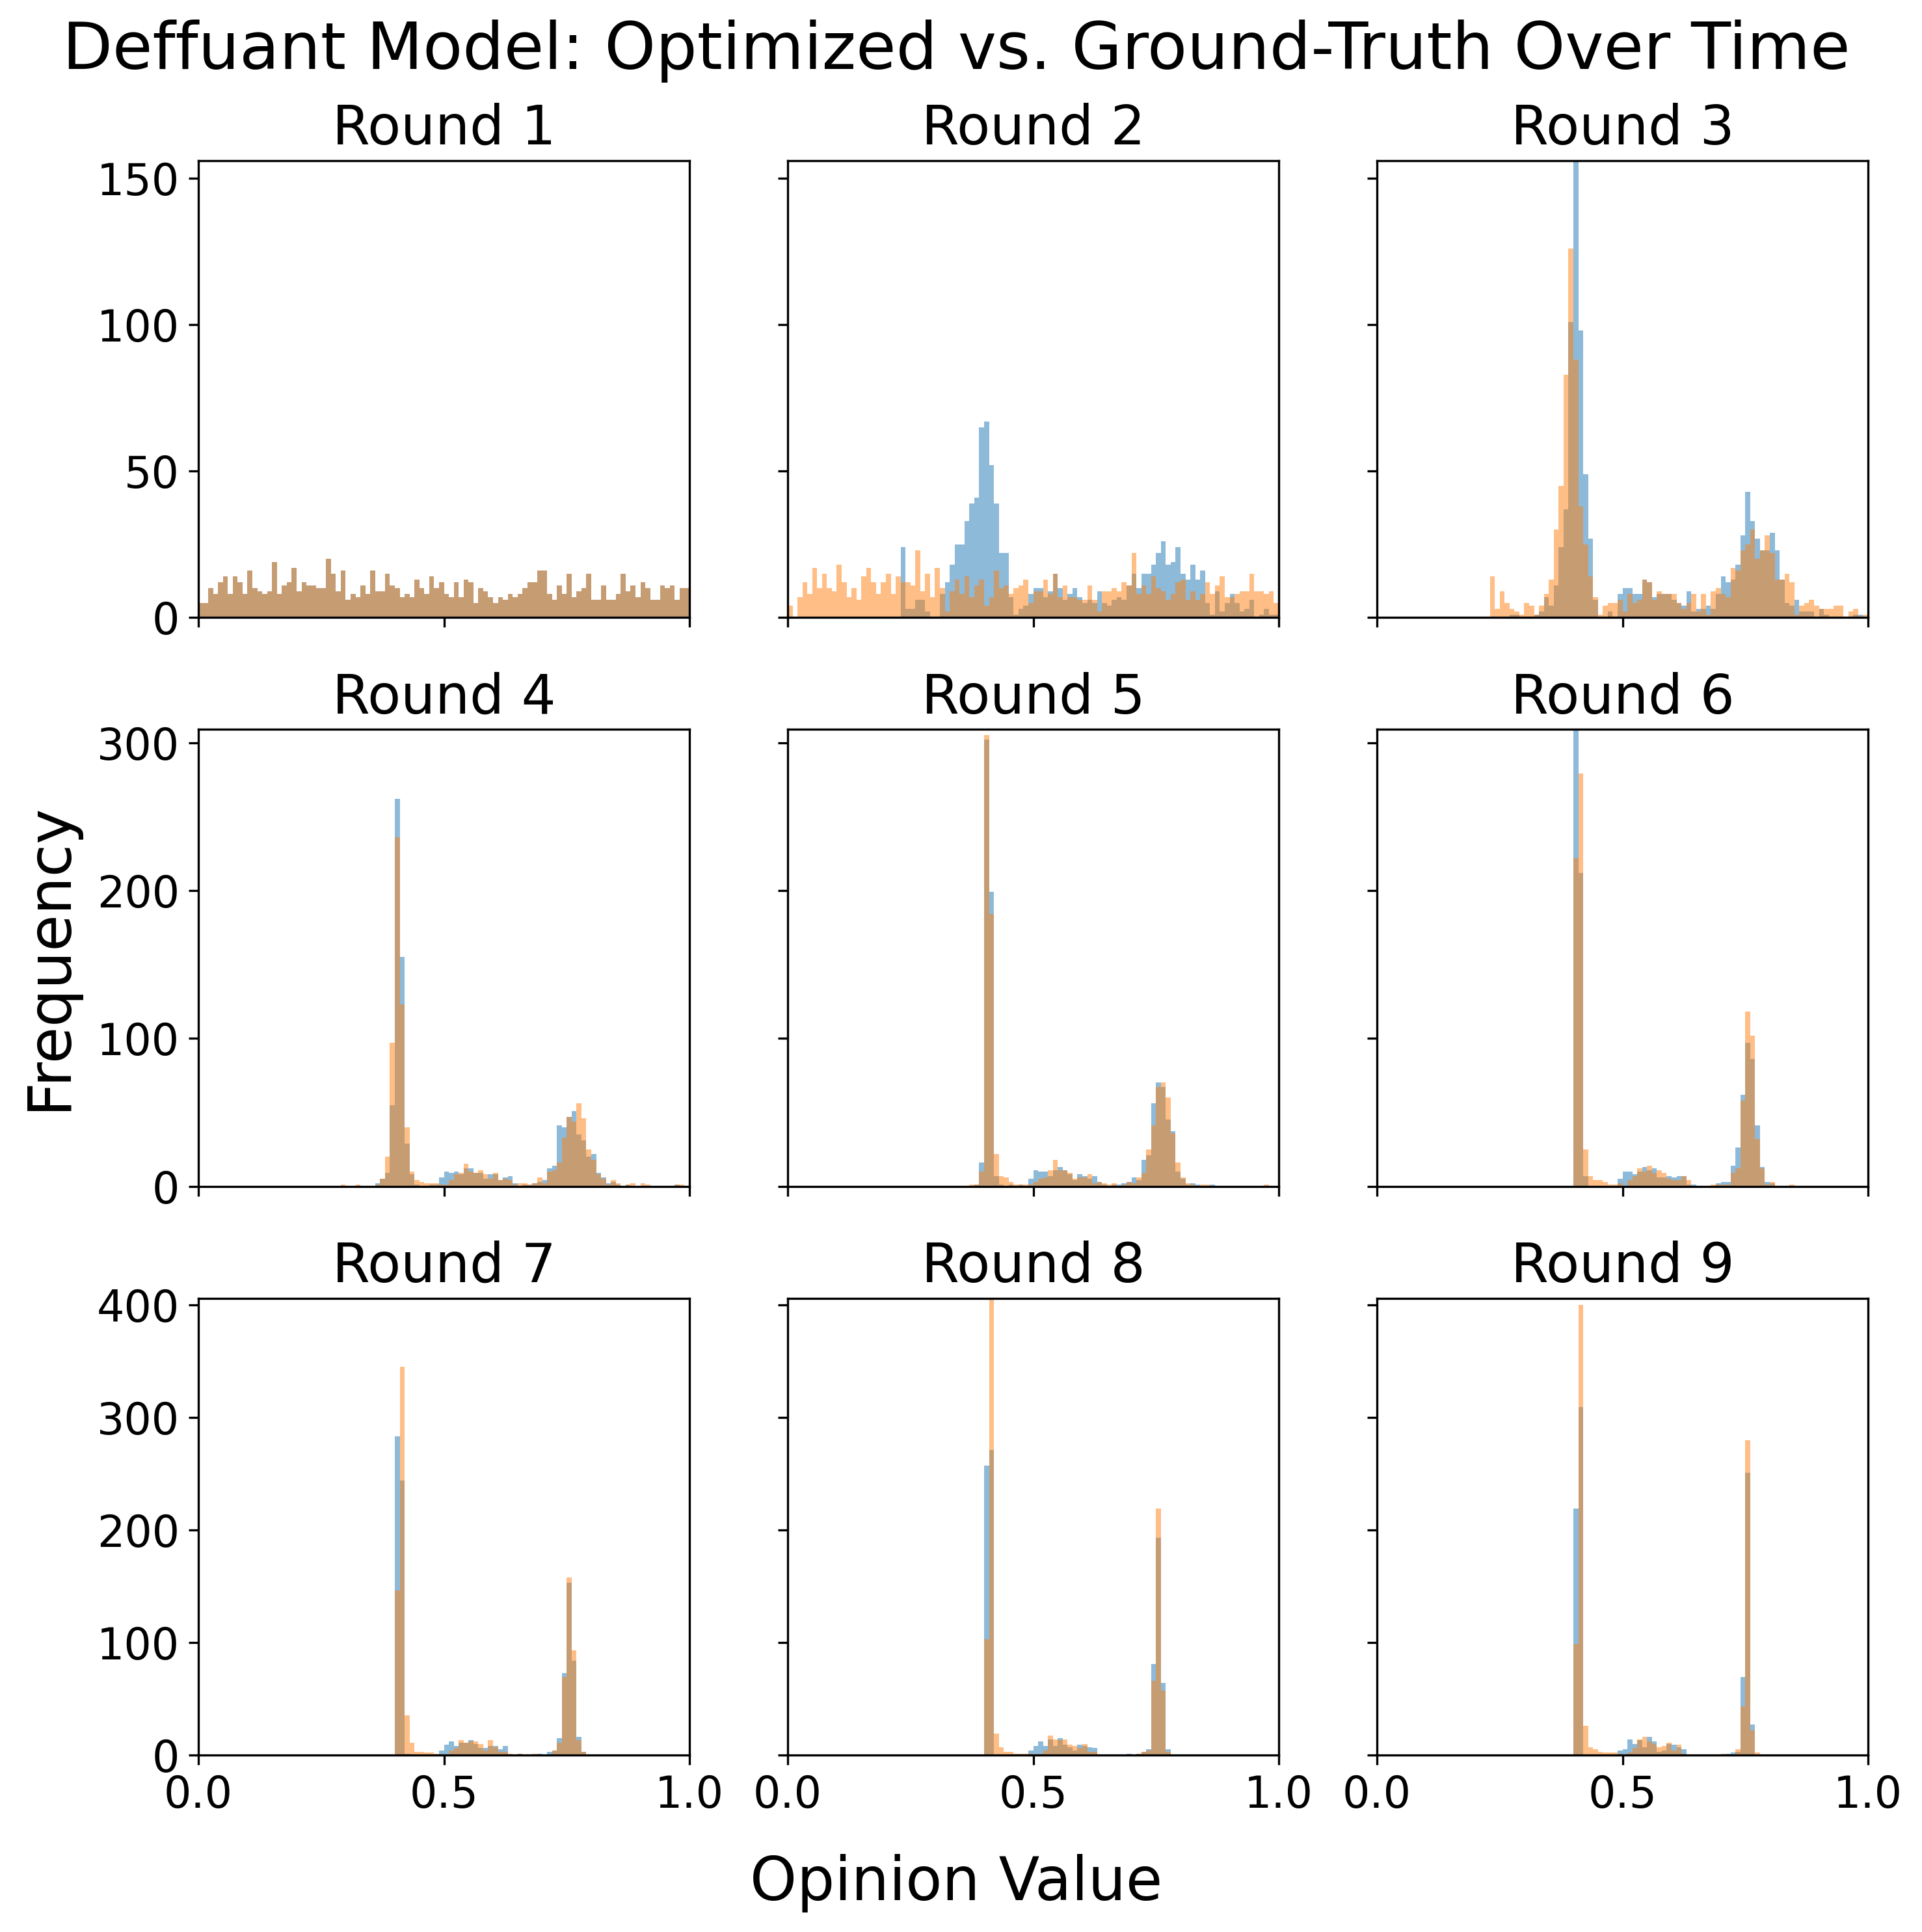 Deffuant Model: Optimized vs. Ground-Truth Over Time
Round 1
Round 2
Round 3
150
100
50
0
Round 4
Round 5
Round 6
300
200
100
0
Frequency
Round 7
Round 8
Round 9
400
300
200
100
0
0.0 0.5 1.0
0.0 0.5 1.0
0.0 0.5 1.0
Opinion Value